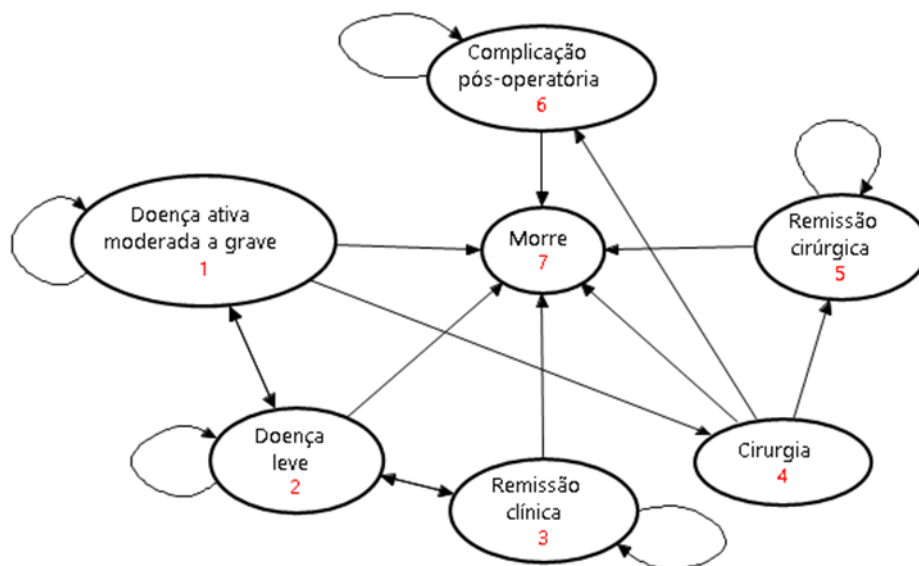 Complicação
pós-operatória
6
Doença ativa
moderada a grave
1
Morre
7
Remissão
cirúrgica
5
Doença
leve
2
Remissão
clínica
3
Cirurgia
4